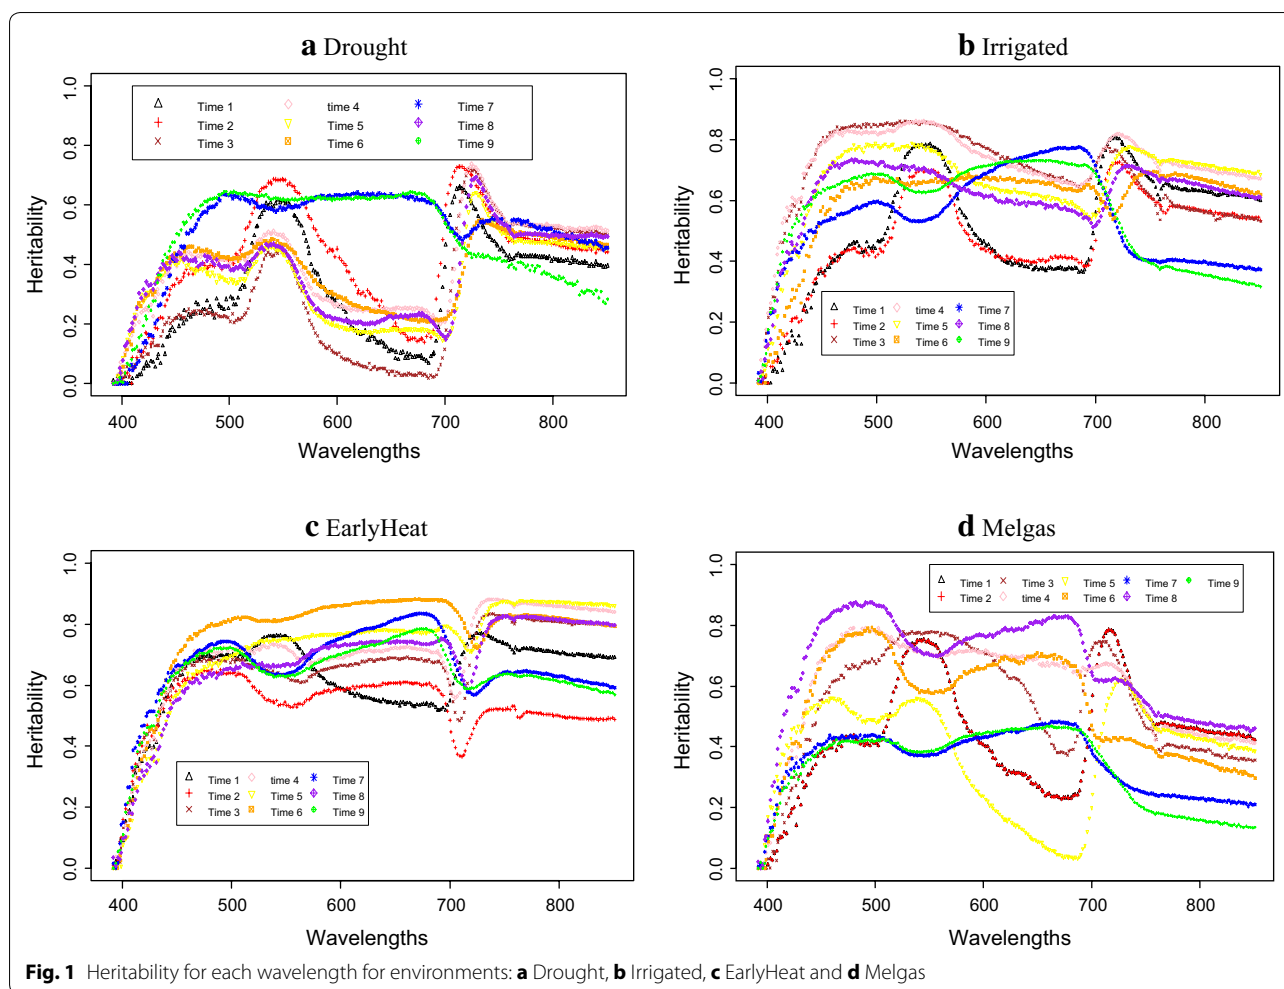 a Drought
Heritability
0.0 0.2 0.4 0.6 0.8 1.0
Time 1 time 4 Time 7
Time 2 Time 5 Time 8
Time 3 Time 6 Time 9
400 500 600 700 800
Wavelengths
b Irrigated
Heritability
0.0 0.2 0.4 0.6 0.8 1.0
Time 1 time 4 Time 7
Time 2 Time 5 Time 8
Time 3 Time 6 Time 9
400 500 600 700 800
Wavelengths
c EarlyHeat
Heritability
0.0 0.2 0.4 0.6 0.8 1.0
Time 1 time 4 Time 7
Time 2 Time 5 Time 8
Time 3 Time 6 Time 9
400 500 600 700 800
Wavelengths
d Melgas
Heritability
0.0 0.2 0.4 0.6 0.8 1.0
Time 1 Time 3 Time 5 Time 7 Time 9
Time 2 time 4 Time 6 Time 8
400 500 600 700 800
Wavelengths
Fig. 1 Heritability for each wavelength for environments: a Drought, b Irrigated, c EarlyHeat and d Melgas